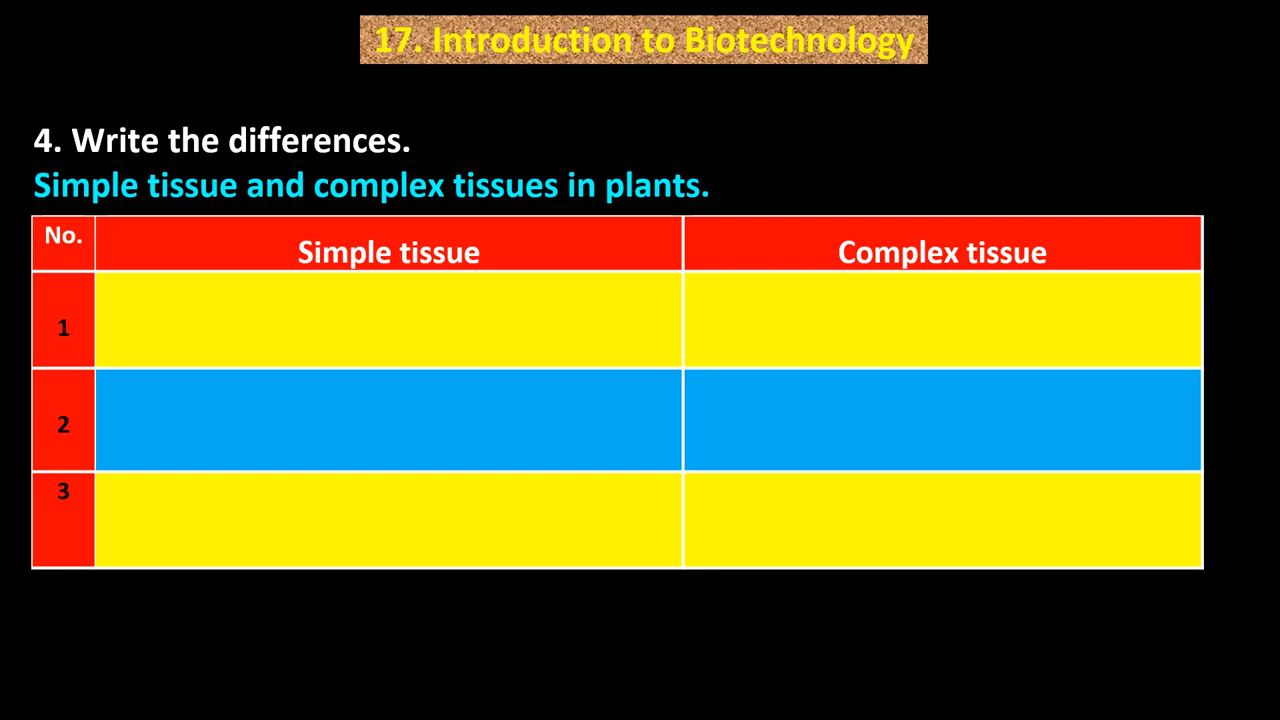 17. Introduction to Biotechnology
4. Write the differences.
Simple tissue and complex tissues in plants.
No. Simple tissue Complex tissue
1
2
3